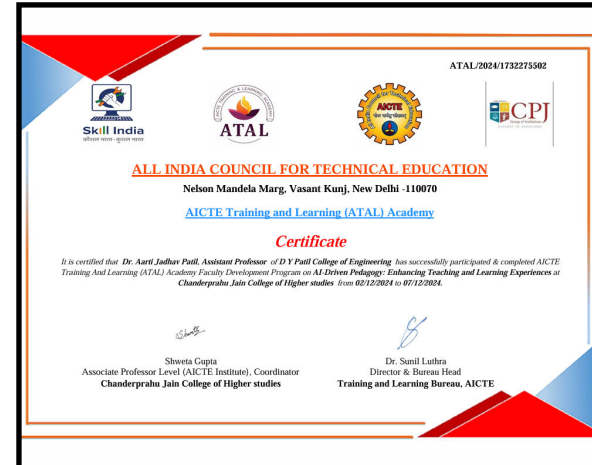 ATAL/2024/1732275502
Skill India
कौशल भारत - कुशल भारत
ATAL
AICTE
CPJ
ALL INDIA COUNCIL FOR TECHNICAL EDUCATION
Nelson Mandela Marg, Vasant Kunj, New Delhi -110070
AICTE Training and Learning (ATAL) Academy
Certificate
It is certified that Dr. Aarti Jadhav Patil, Assistant Professor of D Y Patil College of Engineering has successfully participated & completed AICTE
Training And Learning (ATAL) Academy Faculty Development Program on AI-Driven Pedagogy: Enhancing Teaching and Learning Experiences at
Chanderprahu Jain College of Higher studies from 02/12/2024 to 07/12/2024.
Shweta Gupta
Associate Professor Level (AICTE Institute), Coordinator
Chanderprahu Jain College of Higher studies
Dr. Sunil Luthra
Director & Bureau Head
Training and Learning Bureau, AICTE